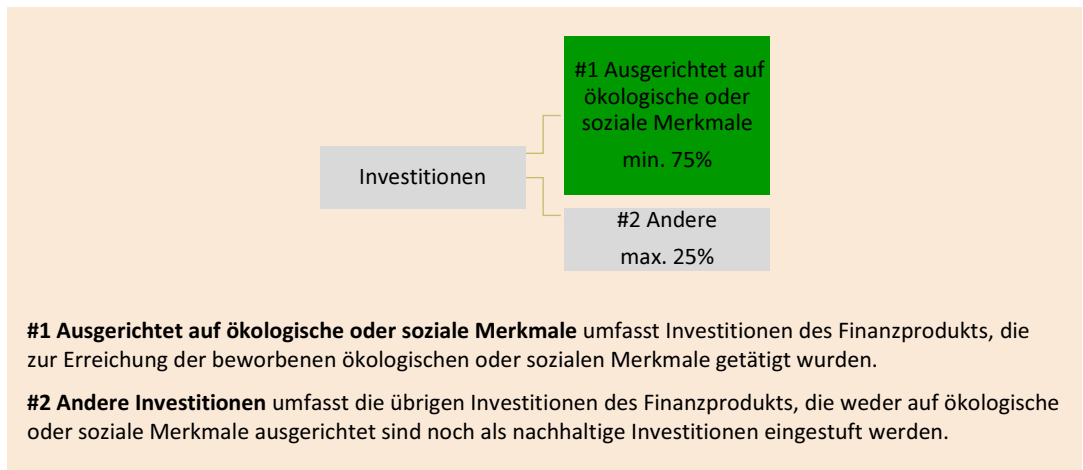 #1 Ausgerichtet auf
ökologische oder
soziale Merkmale
min. 75%
Investitionen
#2 Andere
max. 25%
#1 Ausgerichtet auf ökologische oder soziale Merkmale umfasst Investitionen des Finanzprodukts, die
zur Erreichung der beworbenen ökologischen oder sozialen Merkmale getätigt wurden.
#2 Andere Investitionen umfasst die übrigen Investitionen des Finanzprodukts, die weder auf ökologische
oder soziale Merkmale ausgerichtet sind noch als nachhaltige Investitionen eingestuft werden.